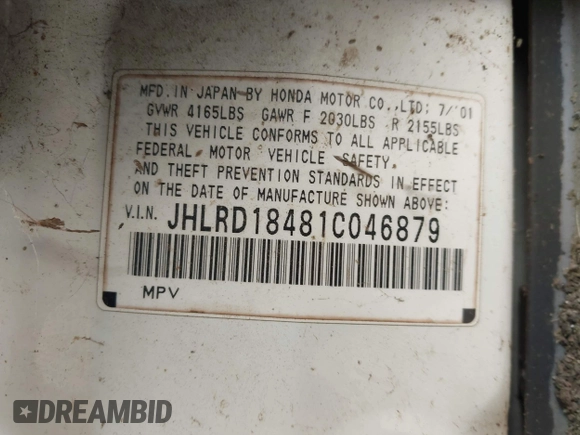 MFD. IN JAPAN BY HONDA MOTOR CO., LTD: 7/'01
GVWR 4165LBS GAWR F 2030LBS R 2155LBS
THIS VEHICLE CONFORMS TO ALL APPLICABLE
FEDERAL MOTOR VEHICLE SAFETY
AND THEFT PREVENTION STANDARDS IN EFFECT
ON THE DATE OF MANUFACTURE SHOWN ABOVE:
V.I.N. JHLRD18481C046879
MPV
DREAMBID